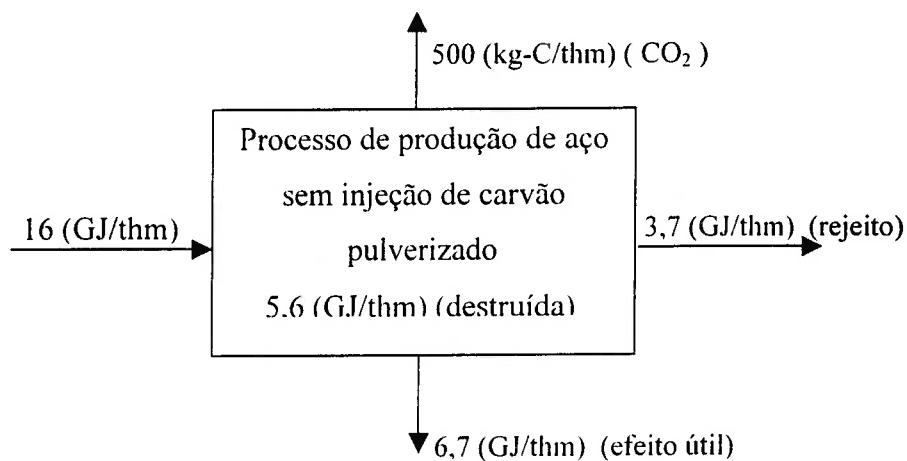 500 (kg-C/thm) ( CO₂ )
Processo de produção de aço
sem injeção de carvão
16 (GJ/thm)
pulverizado
3,7 (GJ/thm) (rejeito)
5.6 (GJ/thm) (destruída)
6,7 (GJ/thm) (efeito útil)